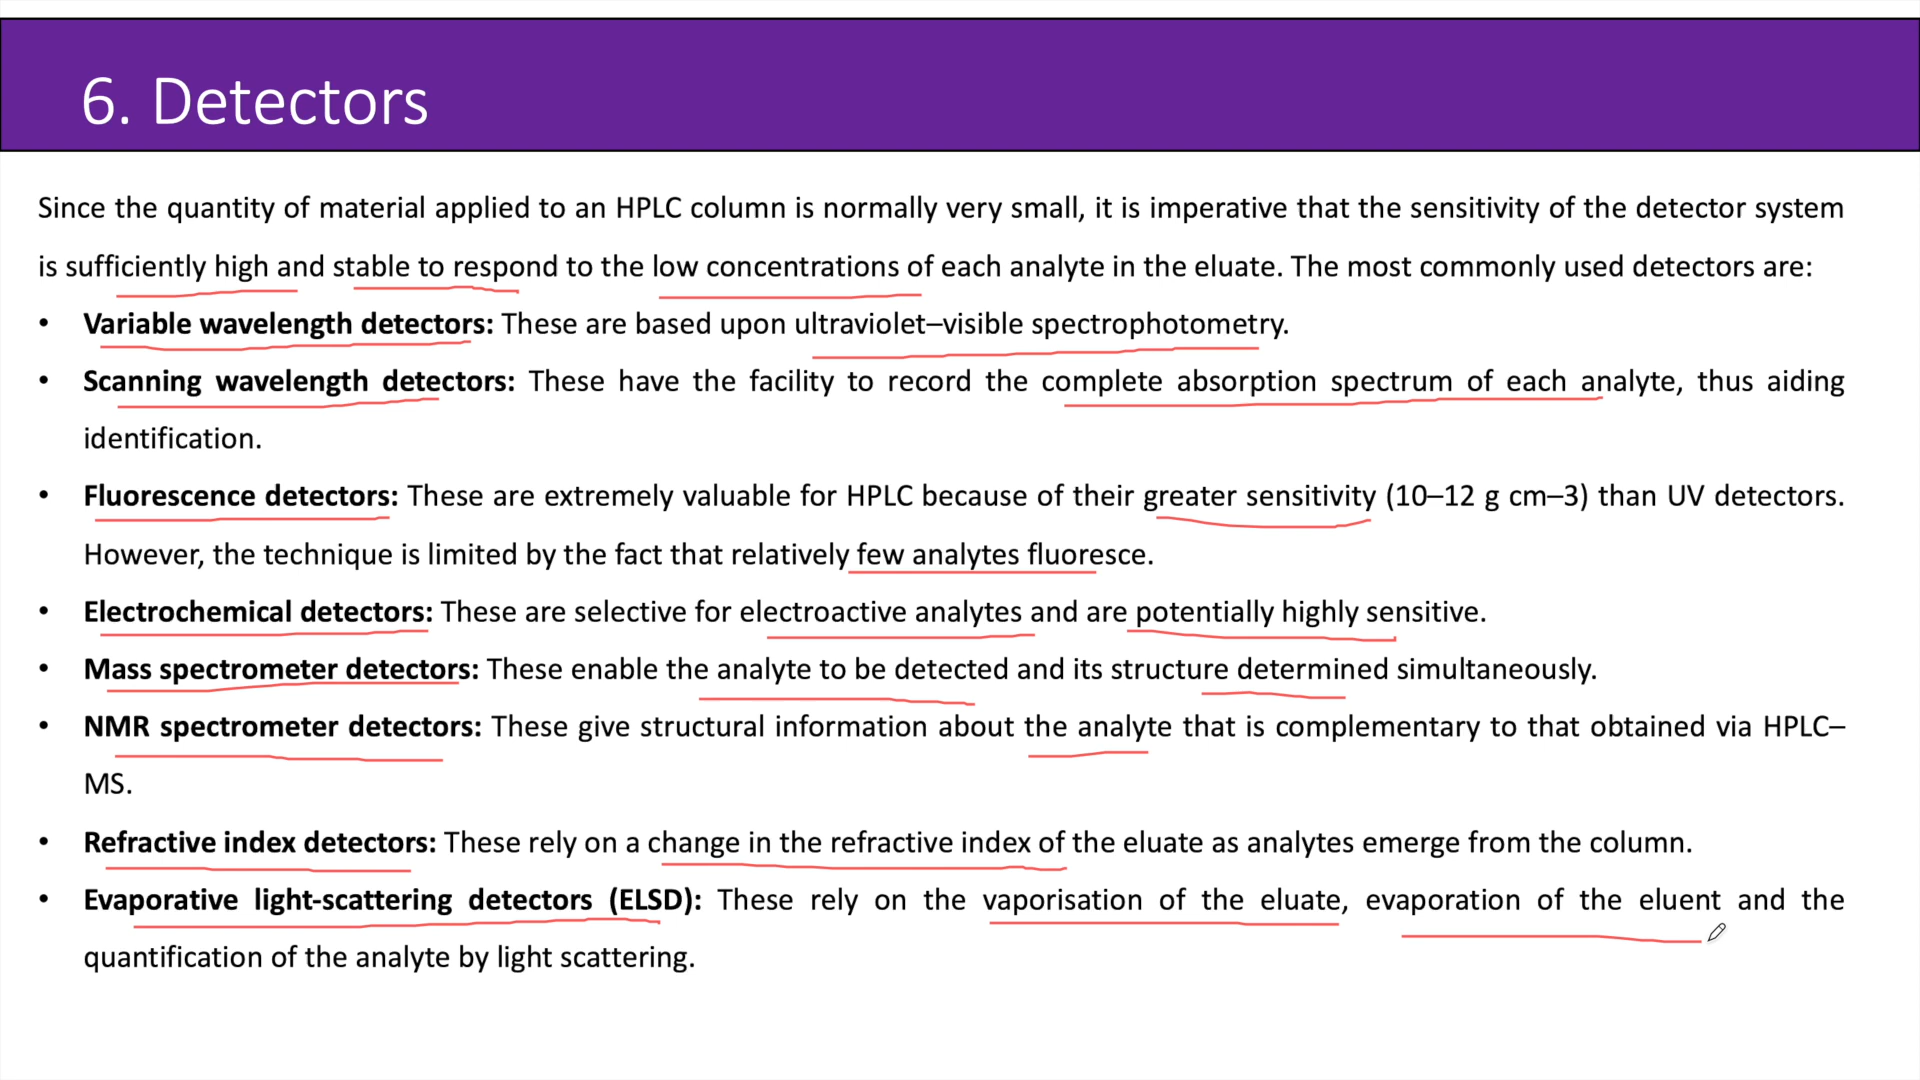 6. Detectors
Since the quantity of material applied to an HPLC column is normally very small, it is imperative that the sensitivity of the detector system
is sufficiently high and stable to respond to the low concentrations of each analyte in the eluate. The most commonly used detectors are:
• Variable wavelength detectors: These are based upon ultraviolet–visible spectrophotometry.
• Scanning wavelength detectors: These have the facility to record the complete absorption spectrum of each analyte, thus aiding
identification.
• Fluorescence detectors: These are extremely valuable for HPLC because of their greater sensitivity (10–12 g cm–3) than UV detectors.
However, the technique is limited by the fact that relatively few analytes fluoresce.
• Electrochemical detectors: These are selective for electroactive analytes and are potentially highly sensitive.
• Mass spectrometer detectors: These enable the analyte to be detected and its structure determined simultaneously.
• NMR spectrometer detectors: These give structural information about the analyte that is complementary to that obtained via HPLC–
MS.
• Refractive index detectors: These rely on a change in the refractive index of the eluate as analytes emerge from the column.
• Evaporative light-scattering detectors (ELSD): These rely on the vaporisation of the eluate, evaporation of the eluent and the
quantification of the analyte by light scattering.